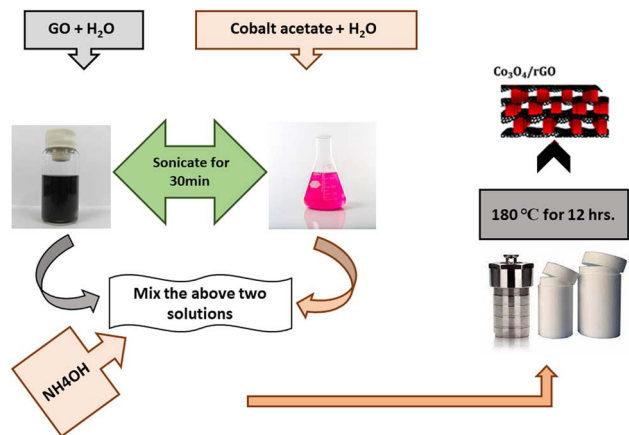 GO + H₂O
Cobalt acetate + H₂O
Co₃O₄/rGO
Sonicate for
30min
180 °C for 12 hrs.
Mix the above two
solutions
NH4OH